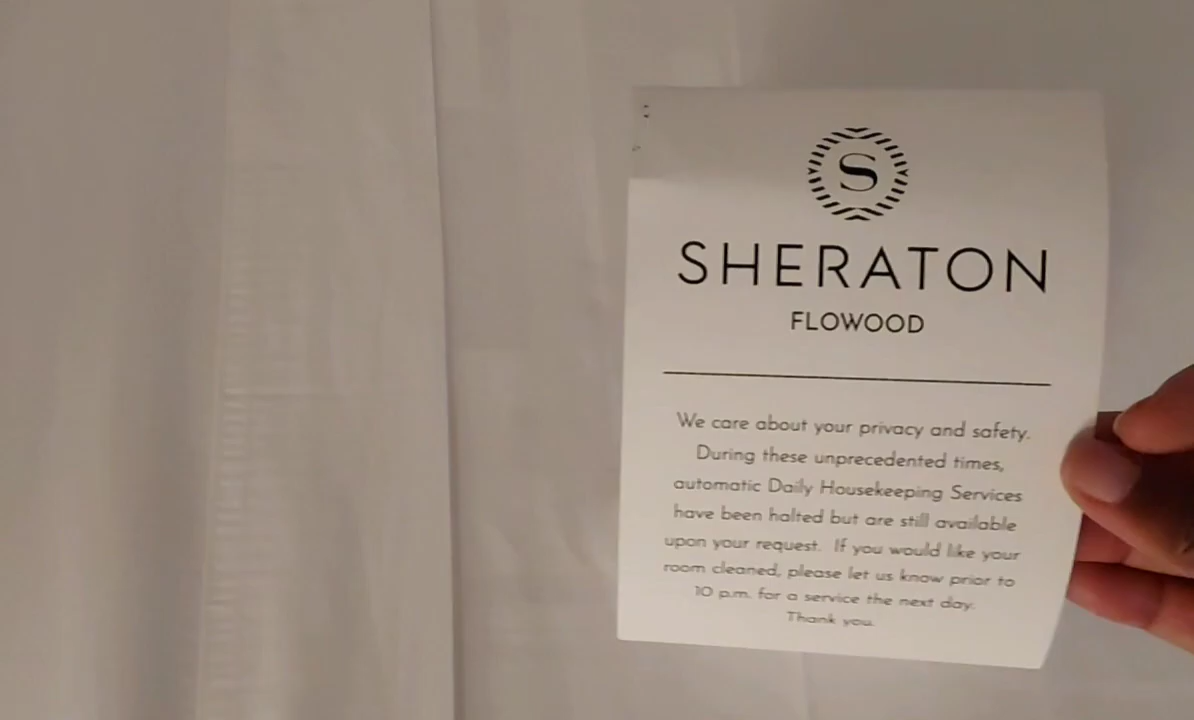 S
SHERATON
FLOWOOD
We care about your privacy and safety.
During these unprecedented times,
automatic Daily Housekeeping Services
have been halted but are still available
upon your request. If you would like your
room cleaned, please let us know prior to
10 p.m. for a service the next day.
Thank you.